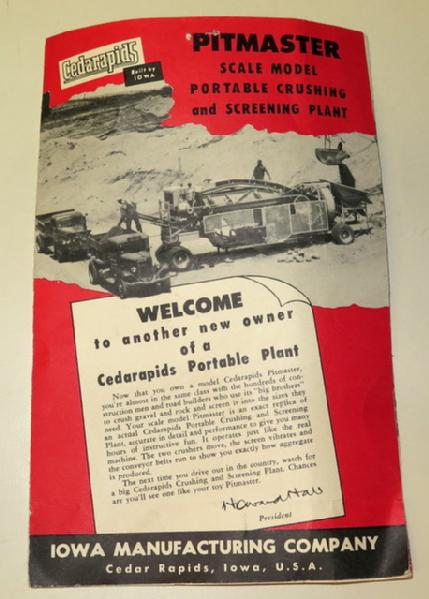 Cedarapids
Built by
IOWA
PITMASTER
SCALE MODEL
PORTABLE CRUSHING
and SCREENING PLANT
WELCOME
to another new owner
of a
Cedarapids Portable Plant
Now that you own a model Cedarapids Pitmaster,
you're almost in the same class with the hundreds of con-
struction men and road builders who use its "big brothers"
to crush gravel and rock and screen it into the sizes they
need. Your scale model Pitmaster is an exact replica of
an actual Cedarapids Portable Crushing and Screening
Plant, accurate in detail and performance to give you many
hours of instructive fun. It operates just like the real
machine. The two crushers move, the screen vibrates and
the conveyor belts run to show you exactly how aggregate
is produced.
The next time you drive out in the country, watch for
a big Cedarapids Crushing and Screening Plant. Chances
are you'll see one like your toy Pitmaster.
Howard Hall
President
IOWA MANUFACTURING COMPANY
Cedar Rapids, Iowa, U.S.A.